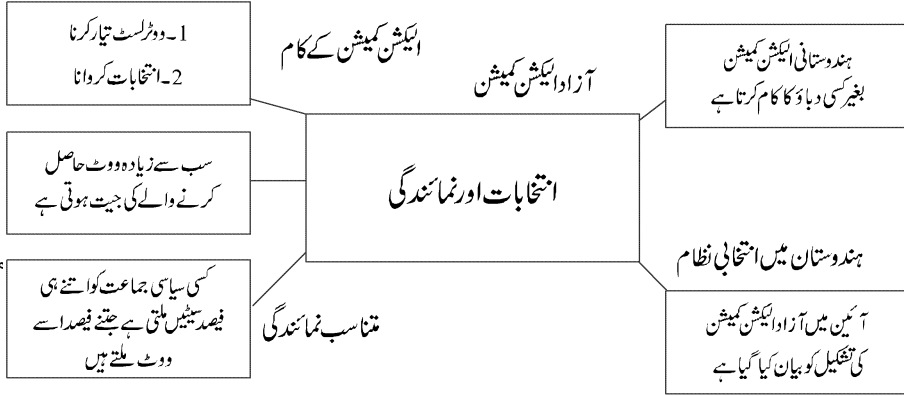 الیکشن کمیشن کے کام
آزاد الیکشن کمیشن
ہندوستانی الیکشن کمیشن
بغیر کسی دباؤ کا کام کرتا ہے
1۔ ووٹر لسٹ تیار کرنا
2۔ انتخابات کروانا
سب سے زیادہ ووٹ حاصل
کرنے والے کی جیت ہوتی ہے
انتخابات اور نمائندگی
ہندوستان میں انتخابی نظام
آئین میں آزاد الیکشن کمیشن
کی تشکیل کو بیان کیا گیا ہے
متناسب نمائندگی
کسی سیاسی جماعت کو اتنے ہی
فیصد سیٹیں ملتی ہے جتنے فیصد اسے
ووٹ ملتے ہیں